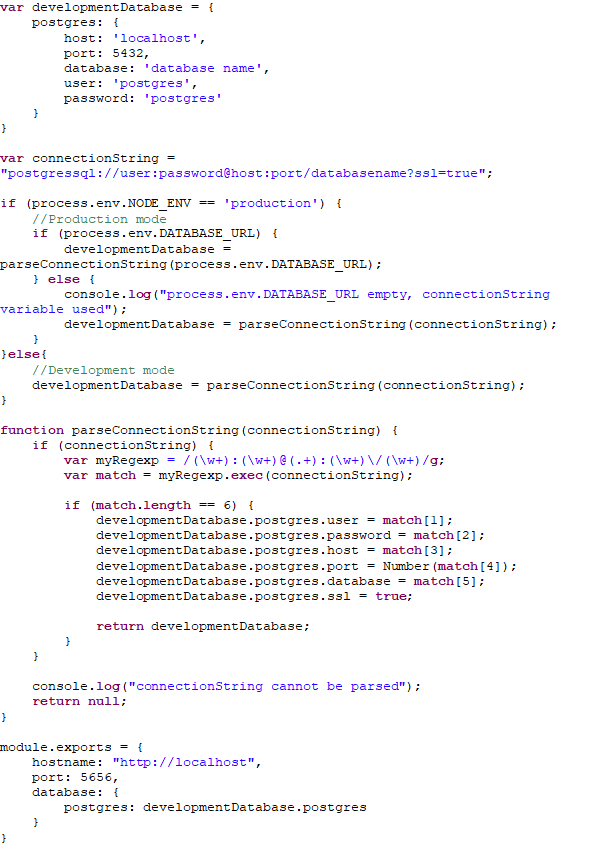 var developmentDatabase = {
    postgres: {
        host: 'localhost',
        port: 5432,
        database: 'database name',
        user: 'postgres',
        password: 'postgres'
    }
}

var connectionString =
"postgressql://user:password@host:port/databasename?ssl=true";

if (process.env.NODE_ENV == 'production') {
    //Production mode
    if (process.env.DATABASE_URL) {
        developmentDatabase =
parseConnectionString(process.env.DATABASE_URL);
    } else {
        console.log("process.env.DATABASE_URL empty, connectionString
variable used");
        developmentDatabase = parseConnectionString(connectionString);
    }
}else{
    //Development mode
    developmentDatabase = parseConnectionString(connectionString);
}

function parseConnectionString(connectionString) {
    if (connectionString) {
        var myRegexp = /(\w+):(\w+)@(.+):(\w+)\/(\w+)/g;
        var match = myRegexp.exec(connectionString);

        if (match.length == 6) {
            developmentDatabase.postgres.user = match[1];
            developmentDatabase.postgres.password = match[2];
            developmentDatabase.postgres.host = match[3];
            developmentDatabase.postgres.port = Number(match[4]);
            developmentDatabase.postgres.database = match[5];
            developmentDatabase.postgres.ssl = true;

            return developmentDatabase;
        }
    }

    console.log("connectionString cannot be parsed");
    return null;
}

module.exports = {
    hostname: "http://localhost",
    port: 5656,
    database: {
        postgres: developmentDatabase.postgres
    }
}